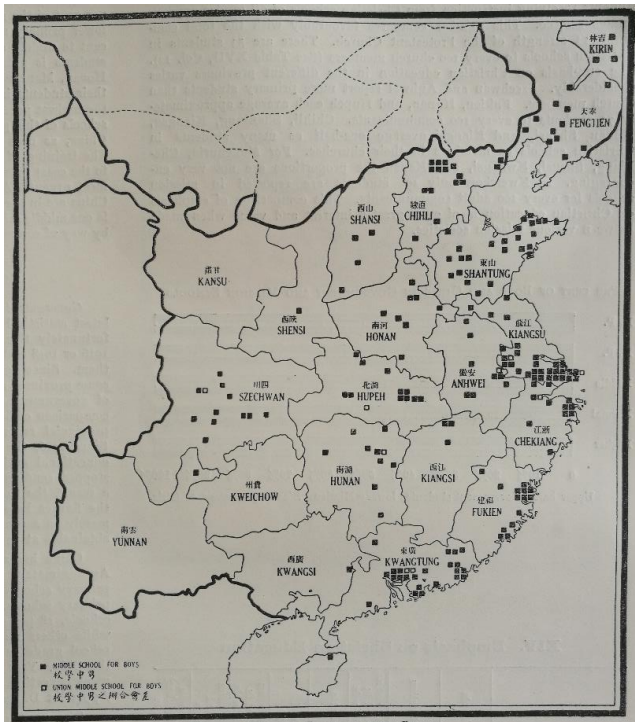 吉林
KIRIN
奉天
FENGTIEN
山西
SHANSI
直隸
CHIHLI
甘肅
KANSU
山東
SHANTUNG
陝西
SHENSI
河南
HONAN
江蘇
KIANGSU
四川
SZECHWAN
湖北
HUPEH
安徽
ANHWEI
浙江
CHEKIANG
貴州
KWEICHOW
湖南
HUNAN
江西
KIANGSI
福建
FUKIEN
雲南
YUNNAN
廣西
KWANGSI
廣東
KWANGTUNG
MIDDLE SCHOOL FOR BOYS
男中學校
UNION MIDDLE SCHOOL FOR BOYS
差會合辦之男中學校